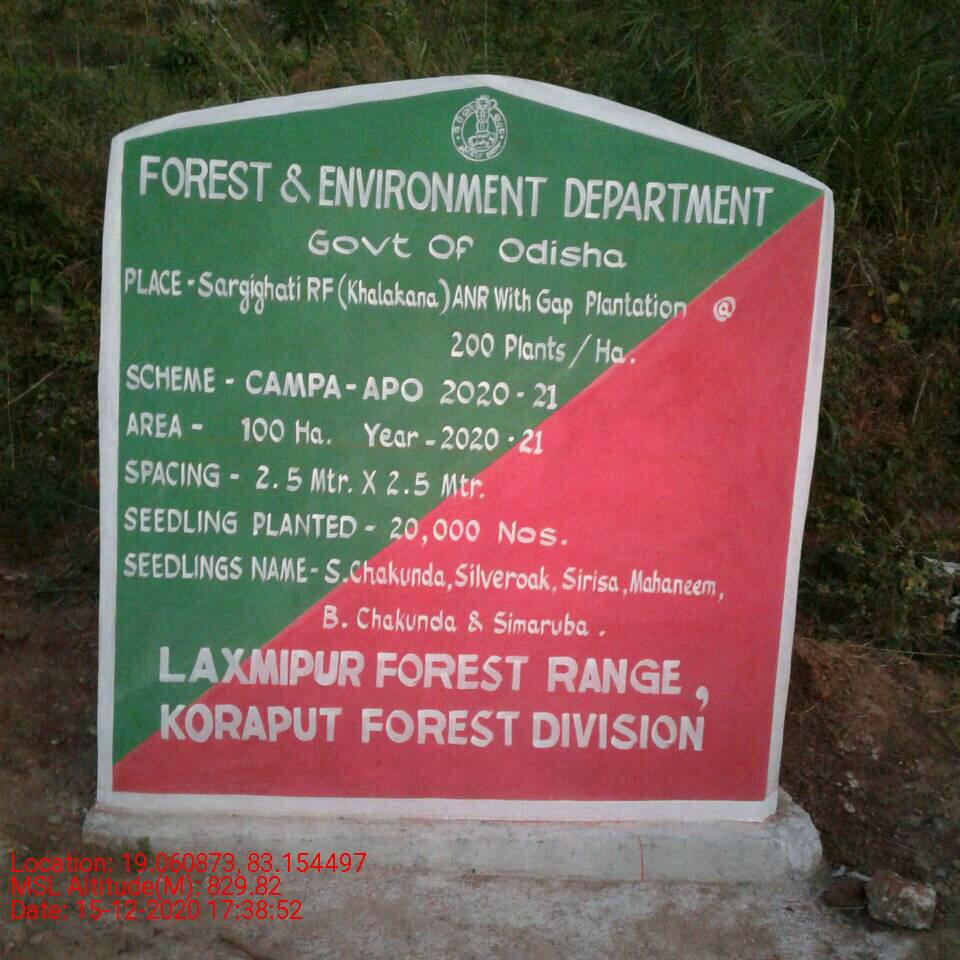 FOREST & ENVIRONMENT DEPARTMENT
Govt Of Odisha
PLACE - Sargighati RF (Khalakana) ANR With Gap Plantation @
200 Plants / Ha.
SCHEME - CAMPA - APO 2020 - 21
AREA - 100 Ha. Year - 2020 - 21
SPACING - 2.5 Mtr. X 2.5 Mtr.
SEEDLING PLANTED - 20,000 Nos.
SEEDLINGS NAME - S.Chakunda, Silveroak, Sirisa, Mahaneem,
B. Chakunda & Simaruba .
LAXMIPUR FOREST RANGE ,
KORAPUT FOREST DIVISION
Location: 19.060873, 83.154497
MSL Altitude(M): 829.82
Date: 15-12-2020 17:38:52